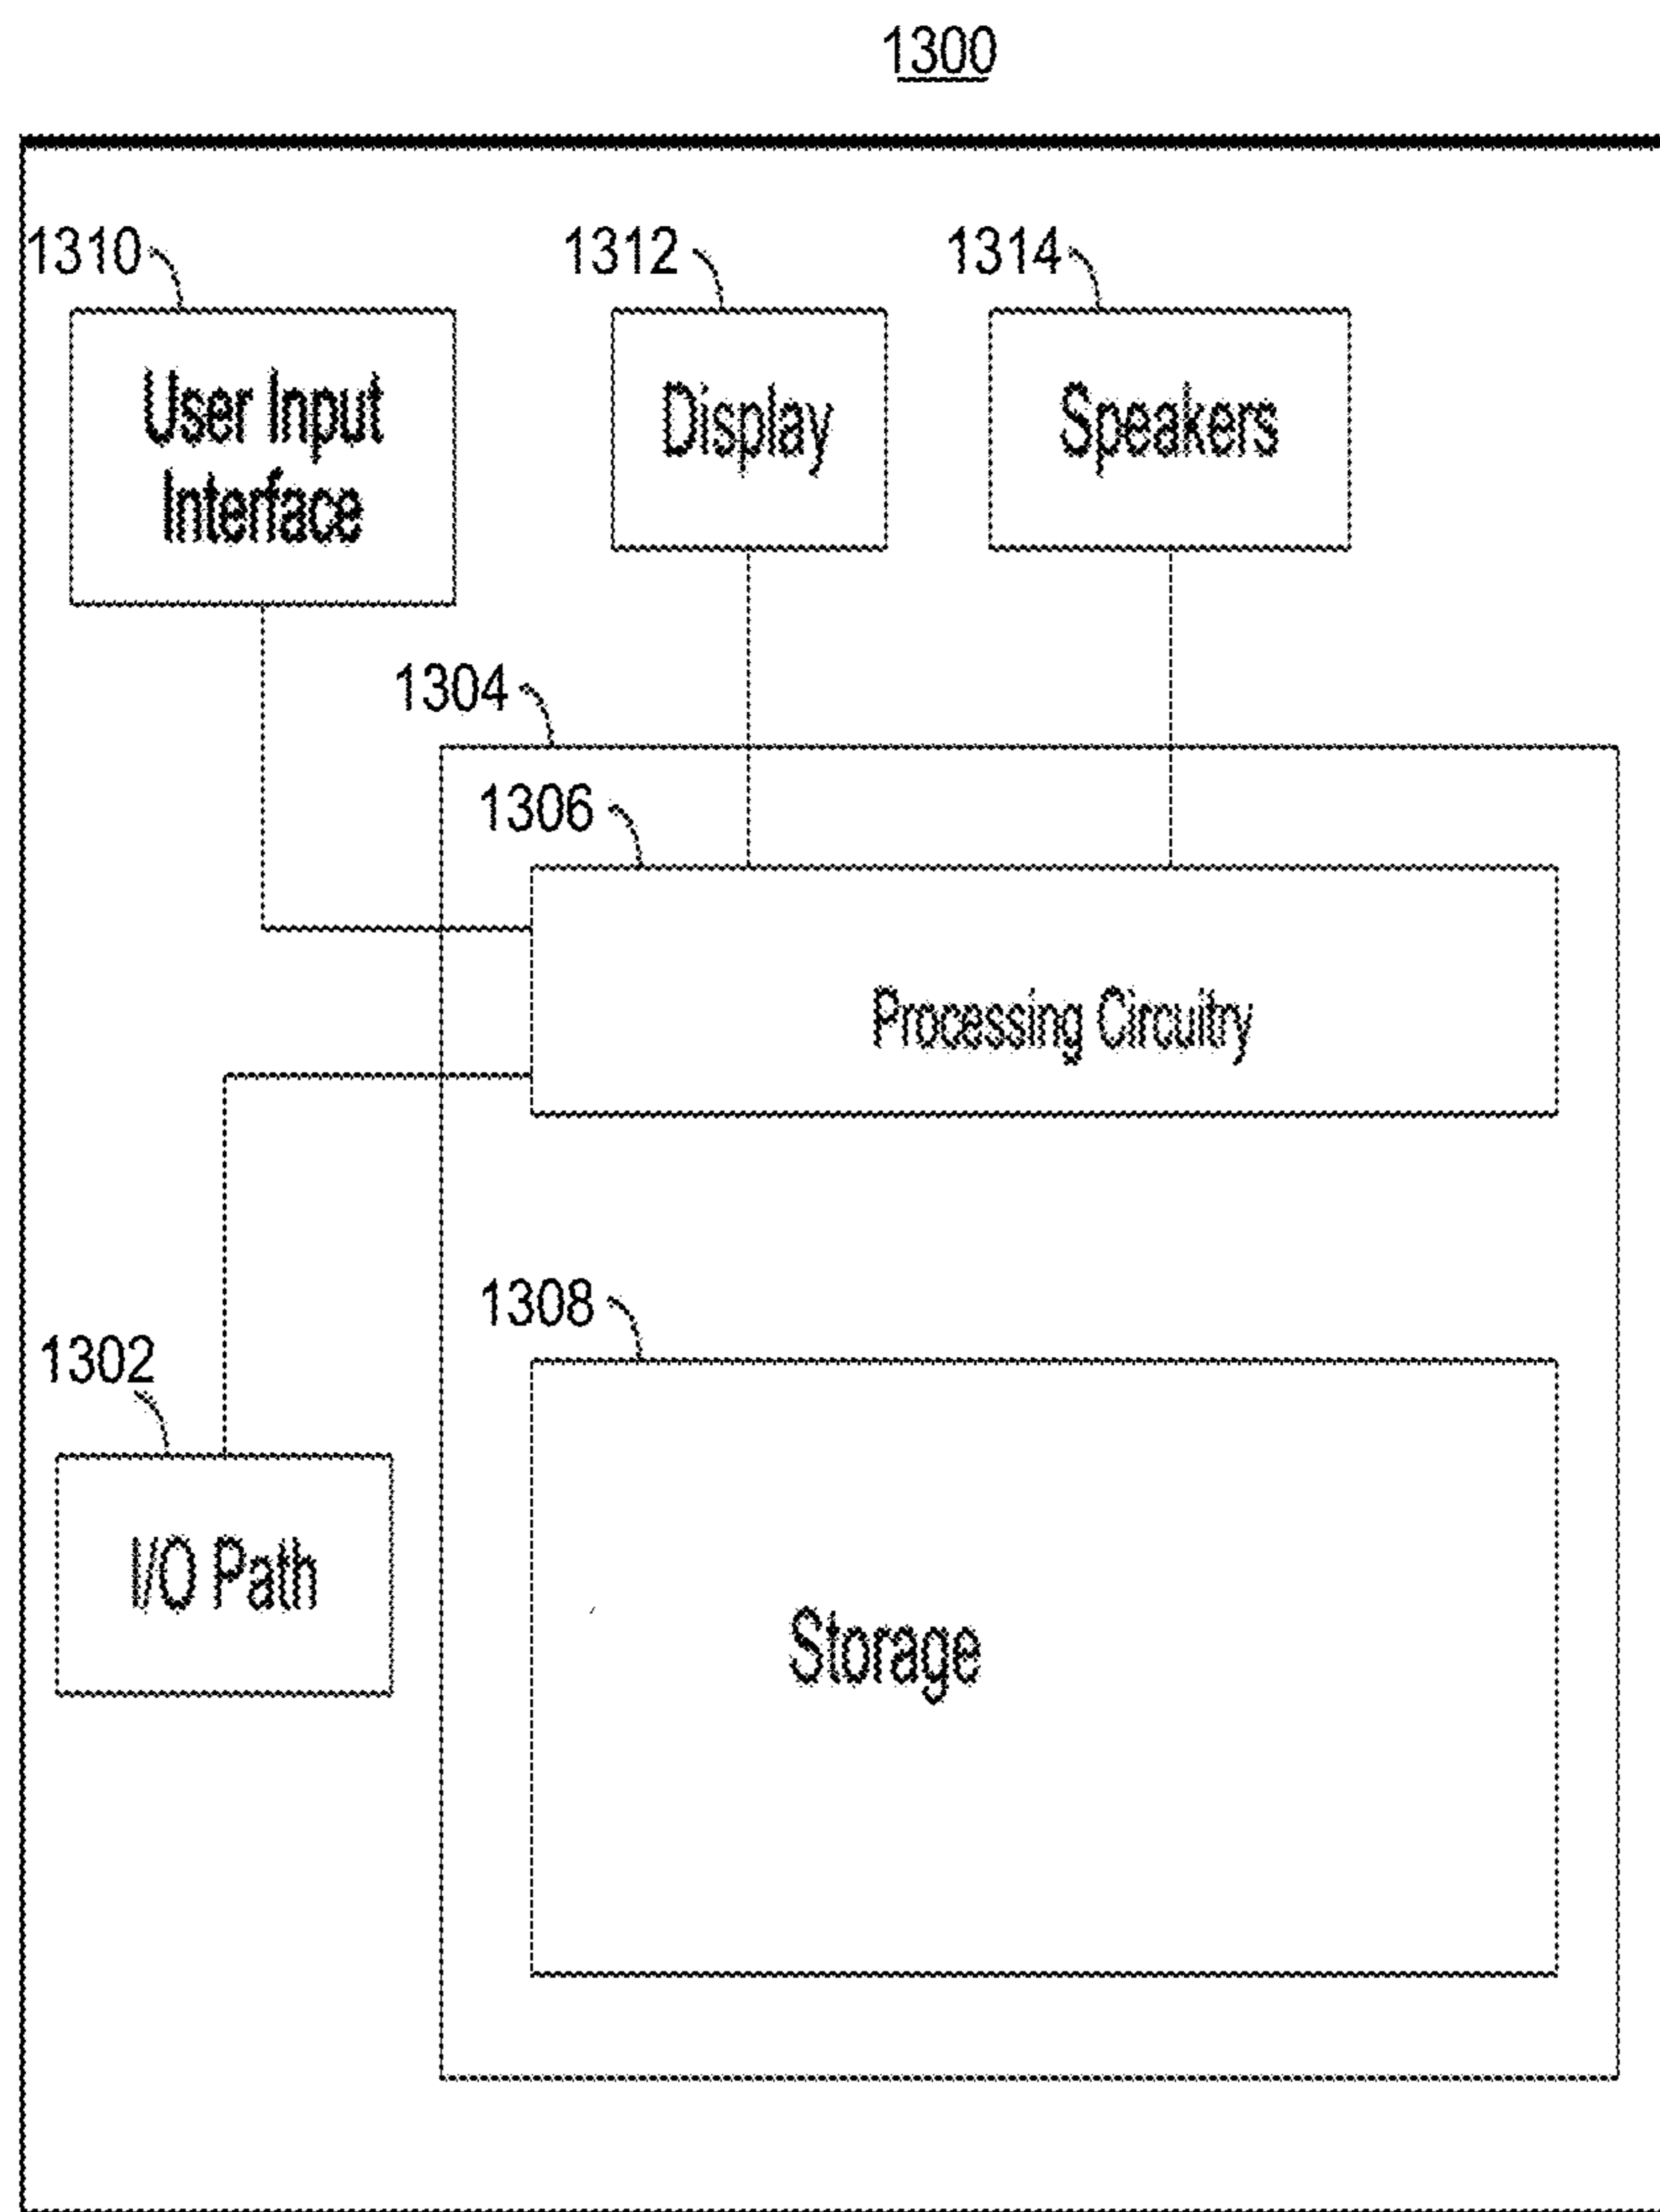 1300
1310
1312
1314
User Input
Interface
Display
Speakers
1304
1306
Processing Circuitry
1308
1302
I/O Path
Storage